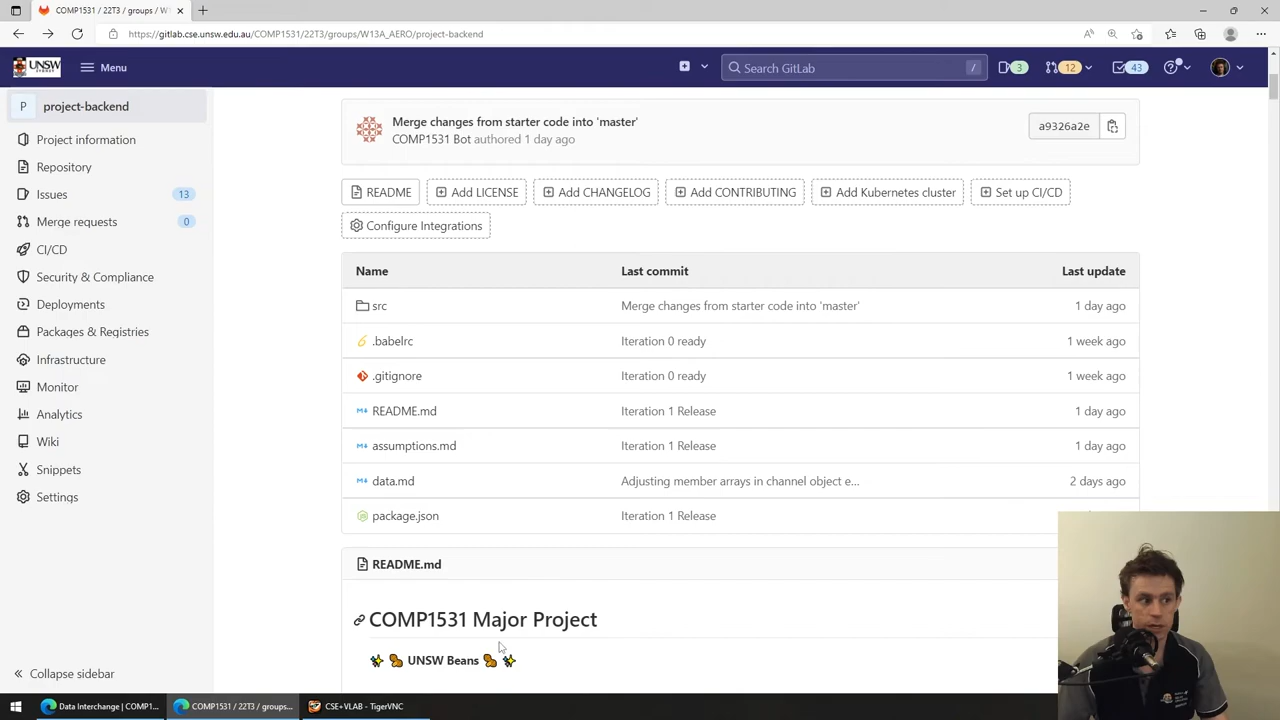 COMP1531 / 22T3 / groups / W1
https://gitlab.cse.unsw.edu.au/COMP1531/22T3/groups/W13A_AERO/project-backend
UNSW
SYDNEY
Menu
Search GitLab
/
3
12
43
P
project-backend
Project information
Repository
Issues
13
Merge requests
0
CI/CD
Security & Compliance
Deployments
Packages & Registries
Infrastructure
Monitor
Analytics
Wiki
Snippets
Settings
Collapse sidebar
Merge changes from starter code into 'master'
COMP1531 Bot authored 1 day ago
a9326a2e
README
Add LICENSE
Add CHANGELOG
Add CONTRIBUTING
Add Kubernetes cluster
Set up CI/CD
Configure Integrations
Name Last commit Last update
src Merge changes from starter code into 'master' 1 day ago
.babelrc Iteration 0 ready 1 week ago
.gitignore Iteration 0 ready 1 week ago
README.md Iteration 1 Release 1 day ago
assumptions.md Iteration 1 Release 1 day ago
data.md Adjusting member arrays in channel object e... 2 days ago
package.json Iteration 1 Release
README.md
COMP1531 Major Project
✨ 🫘 UNSW Beans 🫘 ✨
Data Interchange | COMP1...
COMP1531 / 22T3 / groups...
CSE+VLAB - TigerVNC